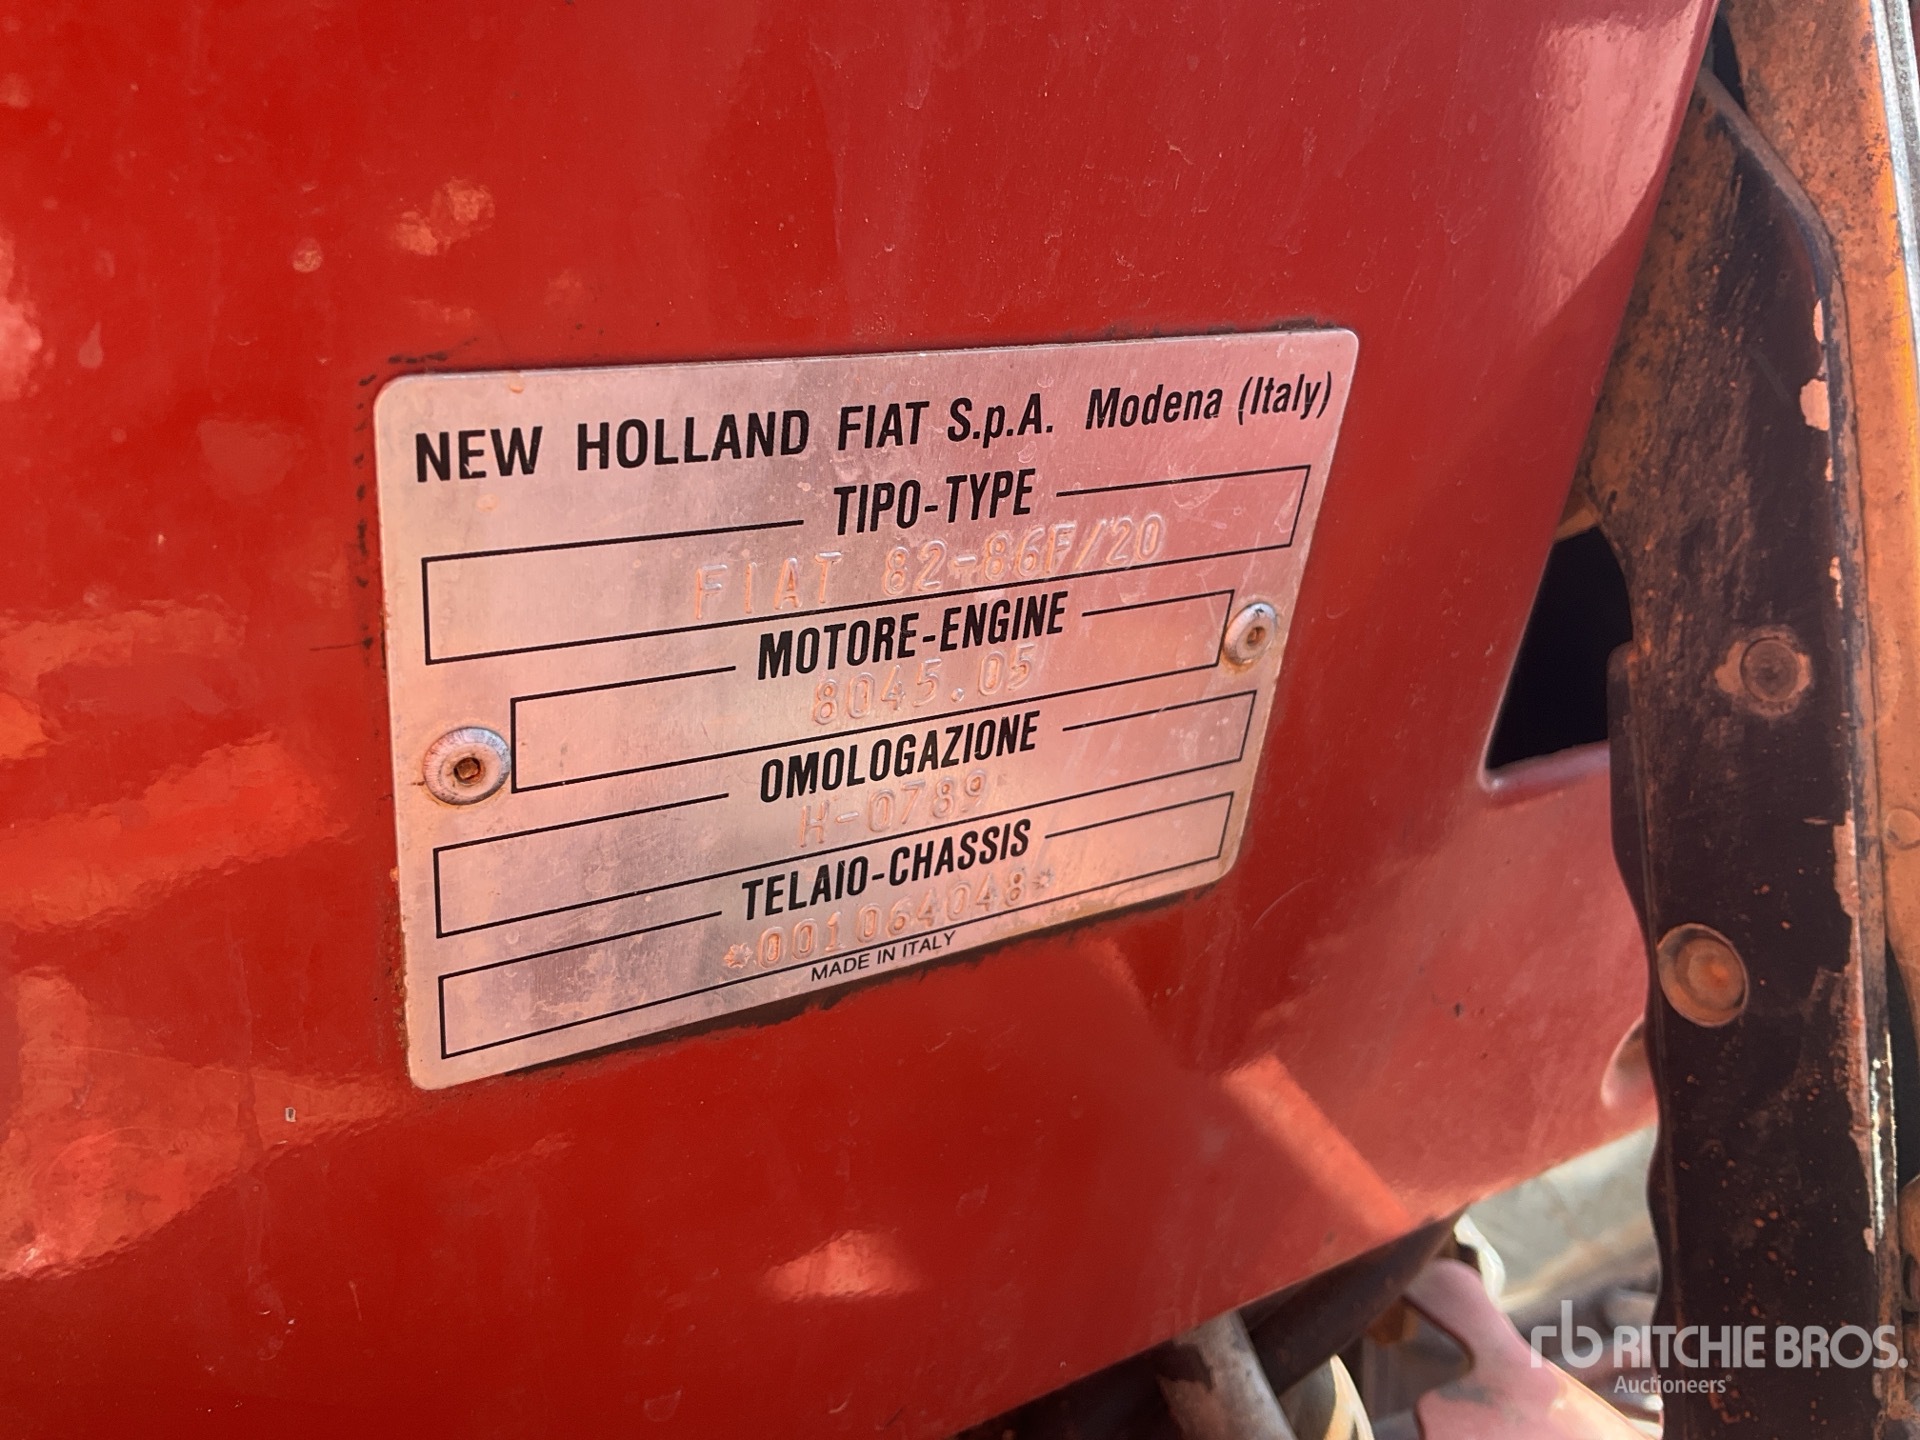 NEW HOLLAND FIAT S.p.A. Modena (Italy)
TIPO-TYPE
FIAT 82-86F/20
MOTORE-ENGINE
8045.05
OMOLOGAZIONE
H-0789
TELAIO-CHASSIS
*001064048*
MADE IN ITALY
rb RITCHIE BROS.
Auctioneers